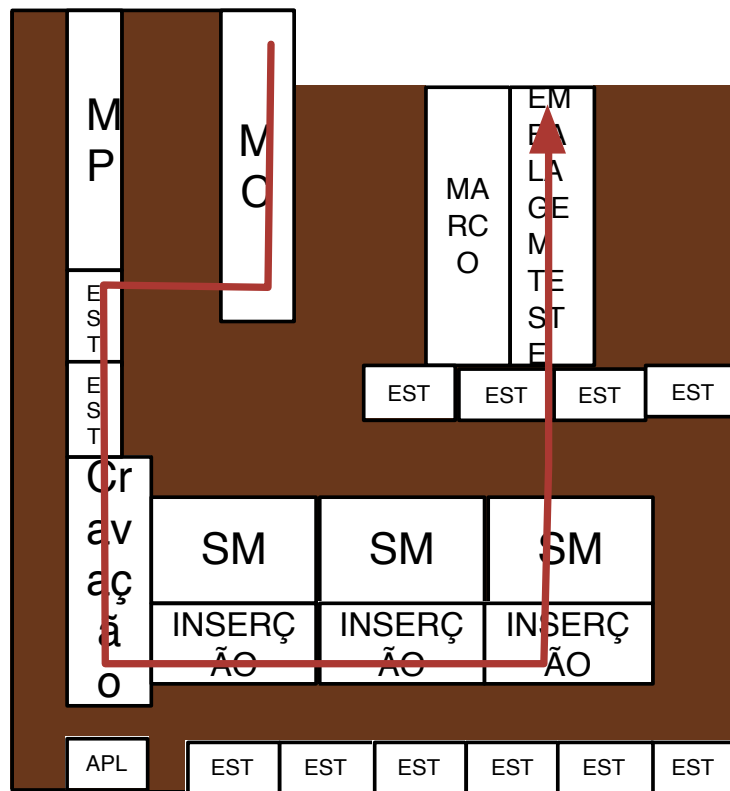 M
P
M
C
EM
BA
LA
GE
M
TE
ST
E
MA
RC
O
E
S
T
E
S
T
EST
EST
EST
EST
Cr
av
aç
ã
o
SM
SM
SM
INSERÇ
ÃO
INSERÇ
ÃO
INSERÇ
ÃO
APL
EST
EST
EST
EST
EST
EST